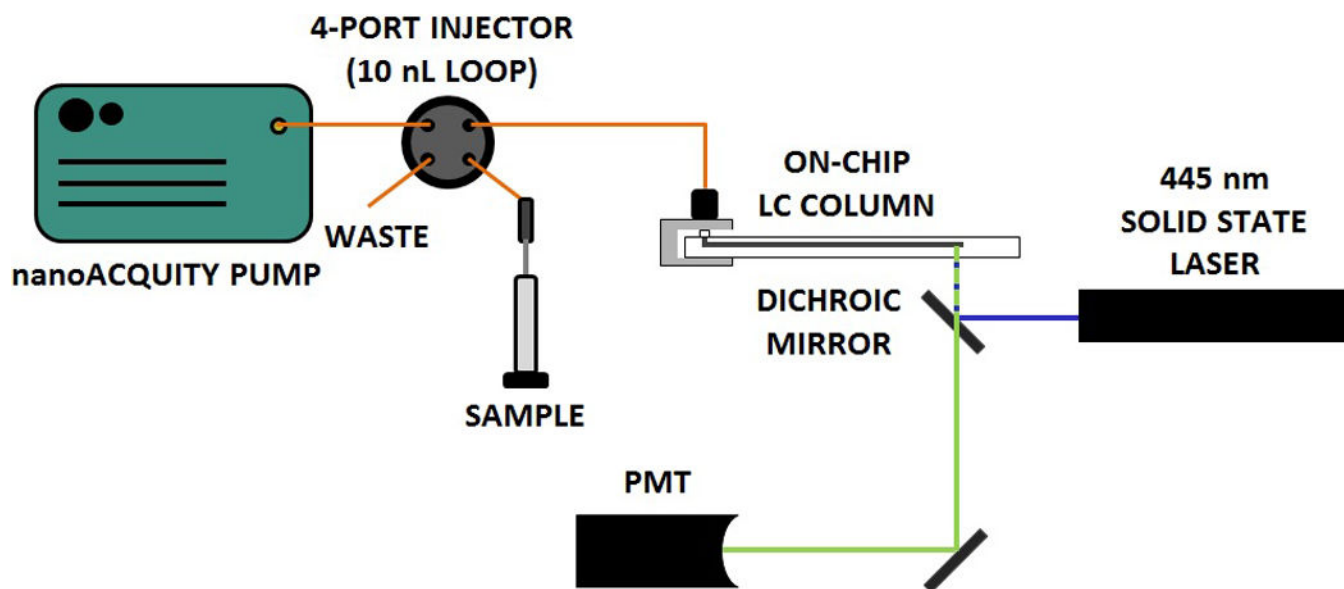 4-PORT INJECTOR
(10 nL LOOP)
WASTE
nanoACQUITY PUMP
SAMPLE
ON-CHIP
LC COLUMN
445 nm
SOLID STATE
LASER
DICHROIC
MIRROR
PMT